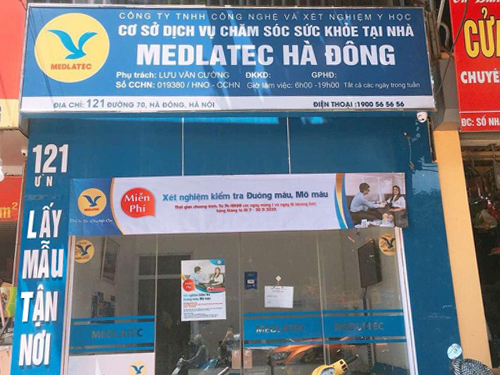 CÔNG TY TNHH CÔNG NGHỆ VÀ XÉT NGHIỆM Y HỌC
CƠ SỞ DỊCH VỤ CHĂM SÓC SỨC KHỎE TẠI NHÀ
MEDLATEC HÀ ĐÔNG
MEDLATEC
Phụ trách: LƯU VĂN CƯỜNG ĐKKD: GPHĐ:
Số CCHN: 019380 / HNO - CCHN Giờ làm việc: 6h00 -19h00 Tất cả các ngày trong tuần
ĐỊA CHỈ: 121 ĐƯỜNG 70, HÀ ĐÔNG, HÀ NỘI
ĐIỆN THOẠI :1900 56 56 56
CỬA
CHUYÊN
ĐC: SỐ NHÀ
121
LẤY
MẪU
TẬN
NƠI
Miễn
Phí
Xét nghiệm kiểm tra Đường máu, Mỡ máu
MEDLATEC
MEDLATEC
MEDLATEC